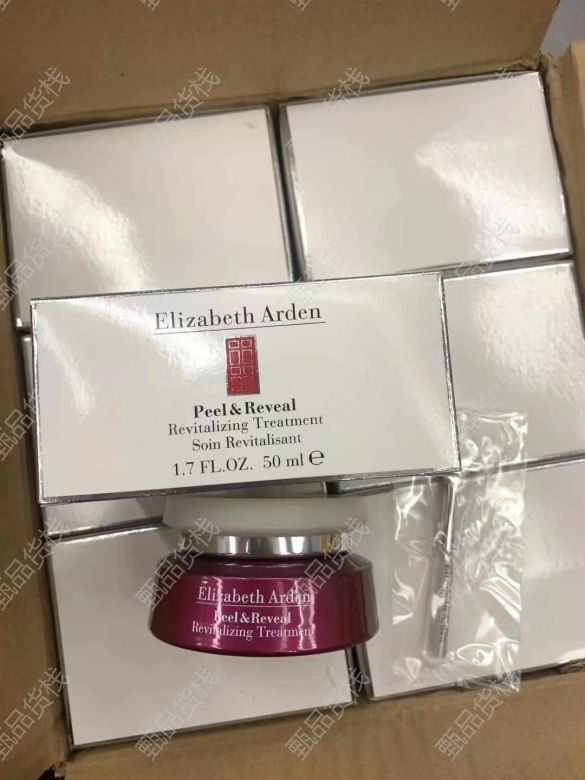 Elizabeth Arden
Peel & Reveal
Revitalizing Treatment
Soin Revitalisant
1.7 FL.OZ. 50 ml ℮
Elizabeth Arden
Peel & Reveal
Revitalizing Treatment
甄品货栈